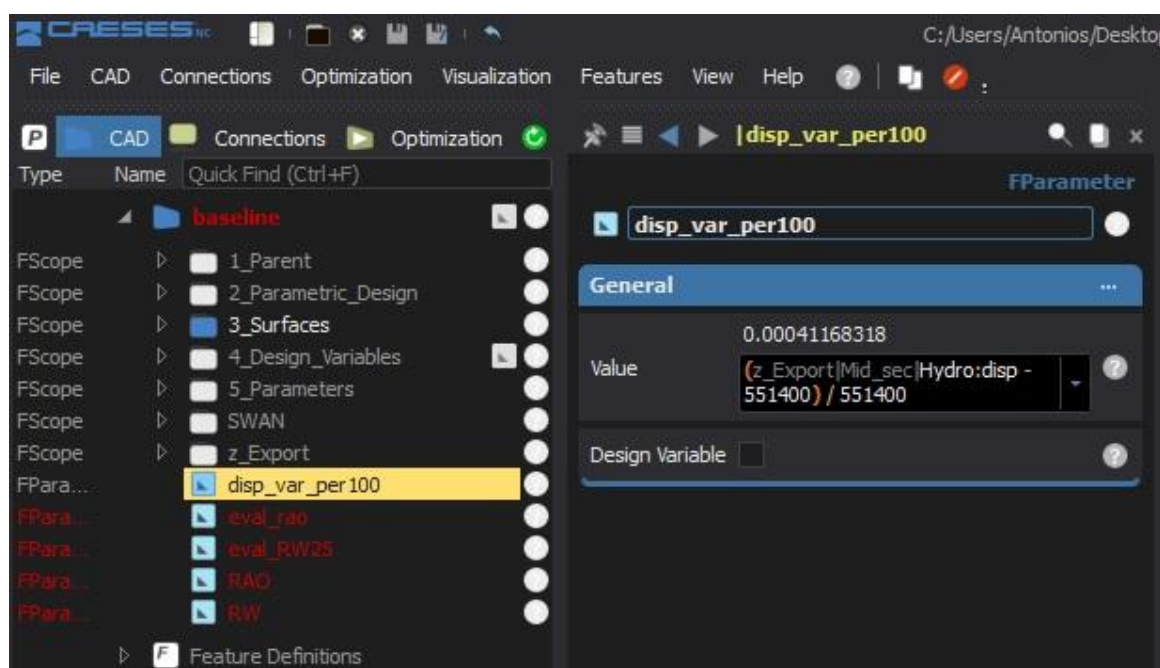 CAESES NC
C:/Users/Antonios/Deskto
File CAD Connections Optimization Visualization Features View Help
P CAD Connections Optimization
|disp_var_per100
Type Name Quick Find (Ctrl+F)
FParameter
baseline
disp_var_per100
FScope 1_Parent
FScope 2_Parametric_Design
General ...
FScope 3_Surfaces
0.00041168318
FScope 4_Design_Variables
Value (z_Export|Mid_sec|Hydro:disp -
551400) / 551400
FScope 5_Parameters
FScope SWAN
FScope z_Export
Design Variable
FPara... disp_var_per100
FPara... eval_rao
FPara... eval_RW25
FPara... RAO
FPara... RW
F Feature Definitions